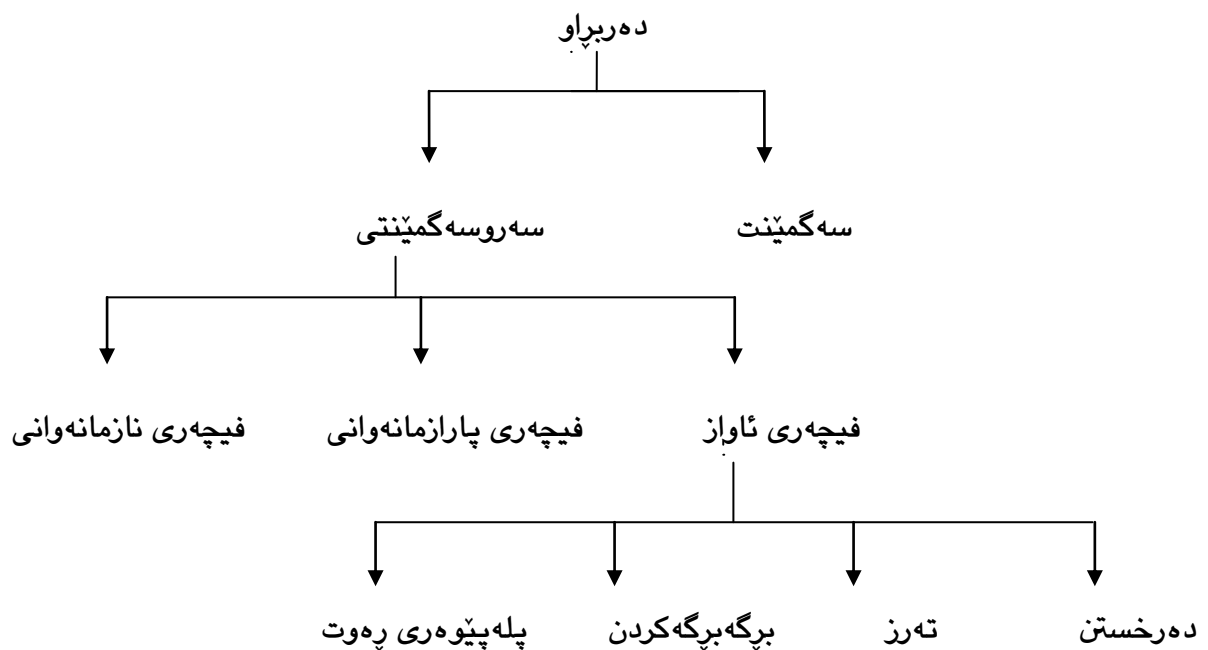 دەربڕاو
سەگمێنت سەروسەگمێنتی
فیچەری ئاواز فیچەری پارازمانەوانی فیچەری نازمانەوانی
دەرخستن تەرز بڕگەبڕگەکردن پلەپێوەری ڕەوت